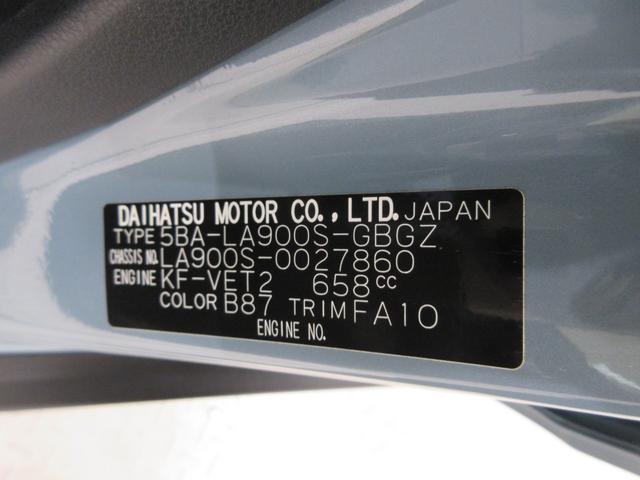 DAIHATSU MOTOR CO., LTD. JAPAN
TYPE 5BA-LA900S-GBGZ
CHASSIS NO. LA900S-0027860
ENGINE KF-VET2 658cc
COLOR B87 TRIM FA10
ENGINE NO.